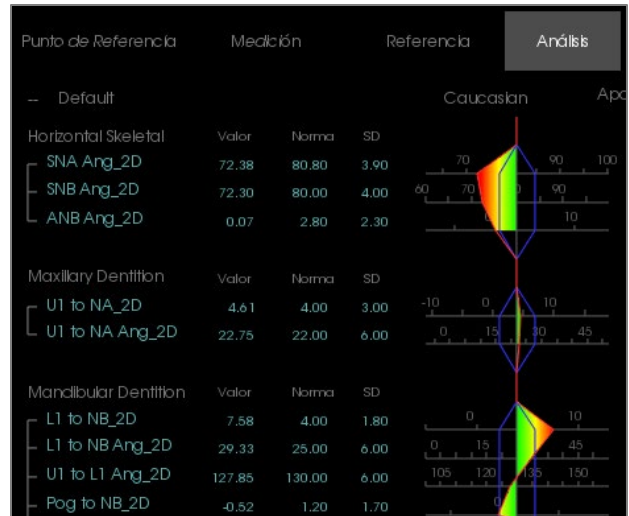 Punto de Referencia Medición Referencia Análisis
-- Default Caucasian Apo
Horizontal Skeletal Valor Norma SD
SNA Ang_2D 72.38 80.80 3.90 70 90 100
SNB Ang_2D 72.30 80.00 4.00 60 70 80 90
ANB Ang_2D 0.07 2.80 2.30 0 10
Maxillary Dentition Valor Norma SD
U1 to NA_2D 4.61 4.00 3.00 -10 0 10
U1 to NA Ang_2D 22.75 22.00 6.00 0 15 30 45
Mandibular Dentition Valor Norma SD
L1 to NB_2D 7.58 4.00 1.80 0 10
L1 to NB Ang_2D 29.33 25.00 6.00 0 15 45
U1 to L1 Ang_2D 127.85 130.00 6.00 105 120 135 150
Pog to NB_2D -0.52 1.20 1.70